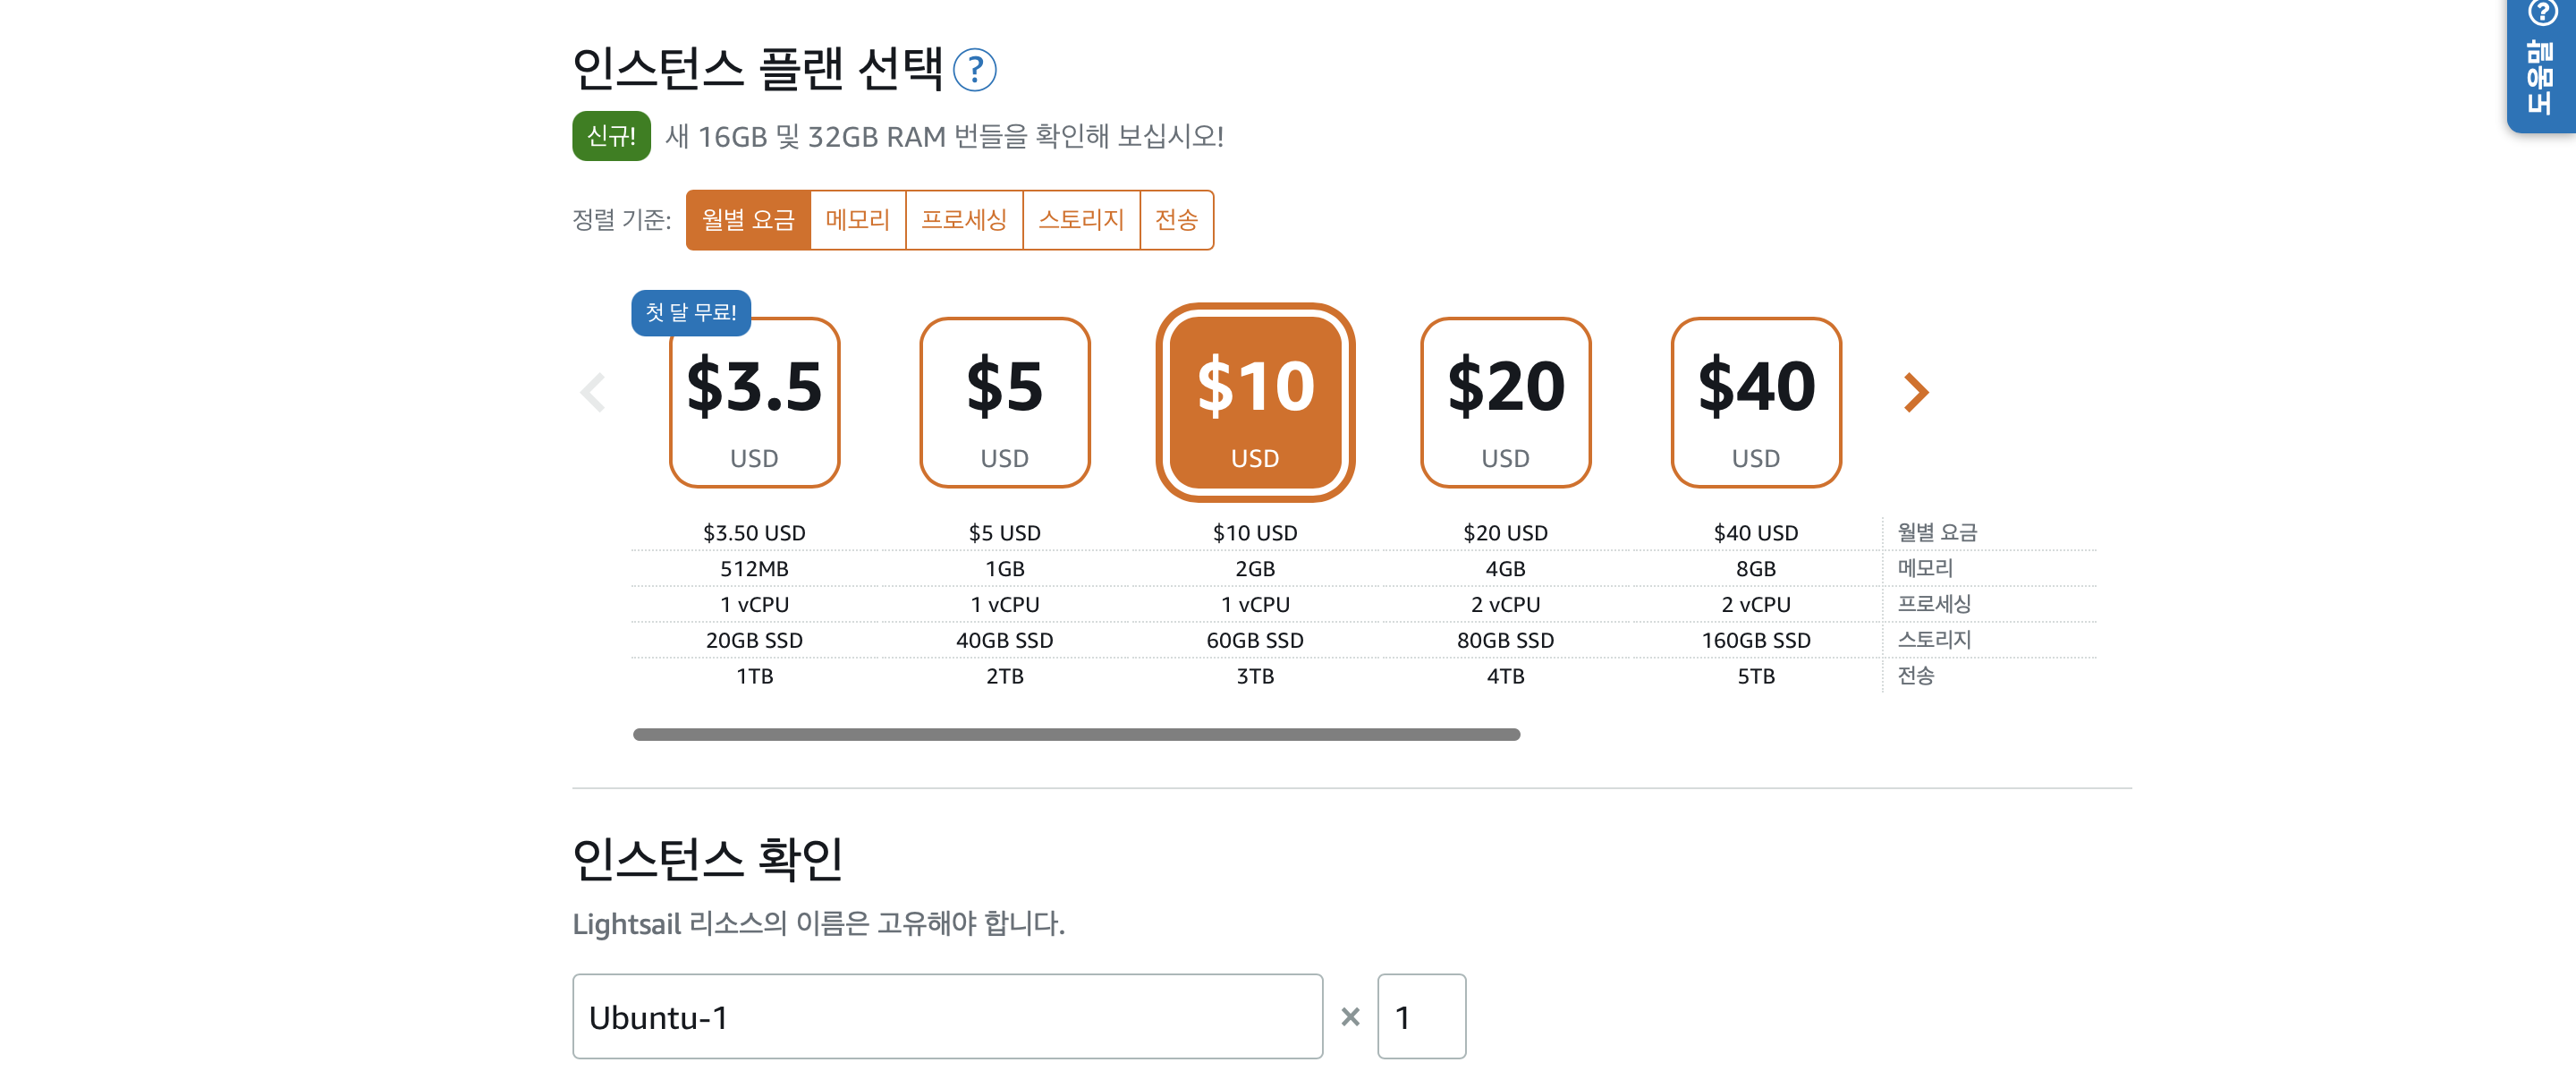 도움말
인스턴스 플랜 선택 ?
신규! 새 16GB 및 32GB RAM 번들을 확인해 보십시오!
정렬 기준: 월별 요금 메모리 프로세싱 스토리지 전송
첫 달 무료!
$3.5 $5 $10 $20 $40
USD USD USD USD USD
$3.50 USD $5 USD $10 USD $20 USD $40 USD 월별 요금
512MB 1GB 2GB 4GB 8GB 메모리
1 vCPU 1 vCPU 1 vCPU 2 vCPU 2 vCPU 프로세싱
20GB SSD 40GB SSD 60GB SSD 80GB SSD 160GB SSD 스토리지
1TB 2TB 3TB 4TB 5TB 전송
인스턴스 확인
Lightsail 리소스의 이름은 고유해야 합니다.
Ubuntu-1 × 1